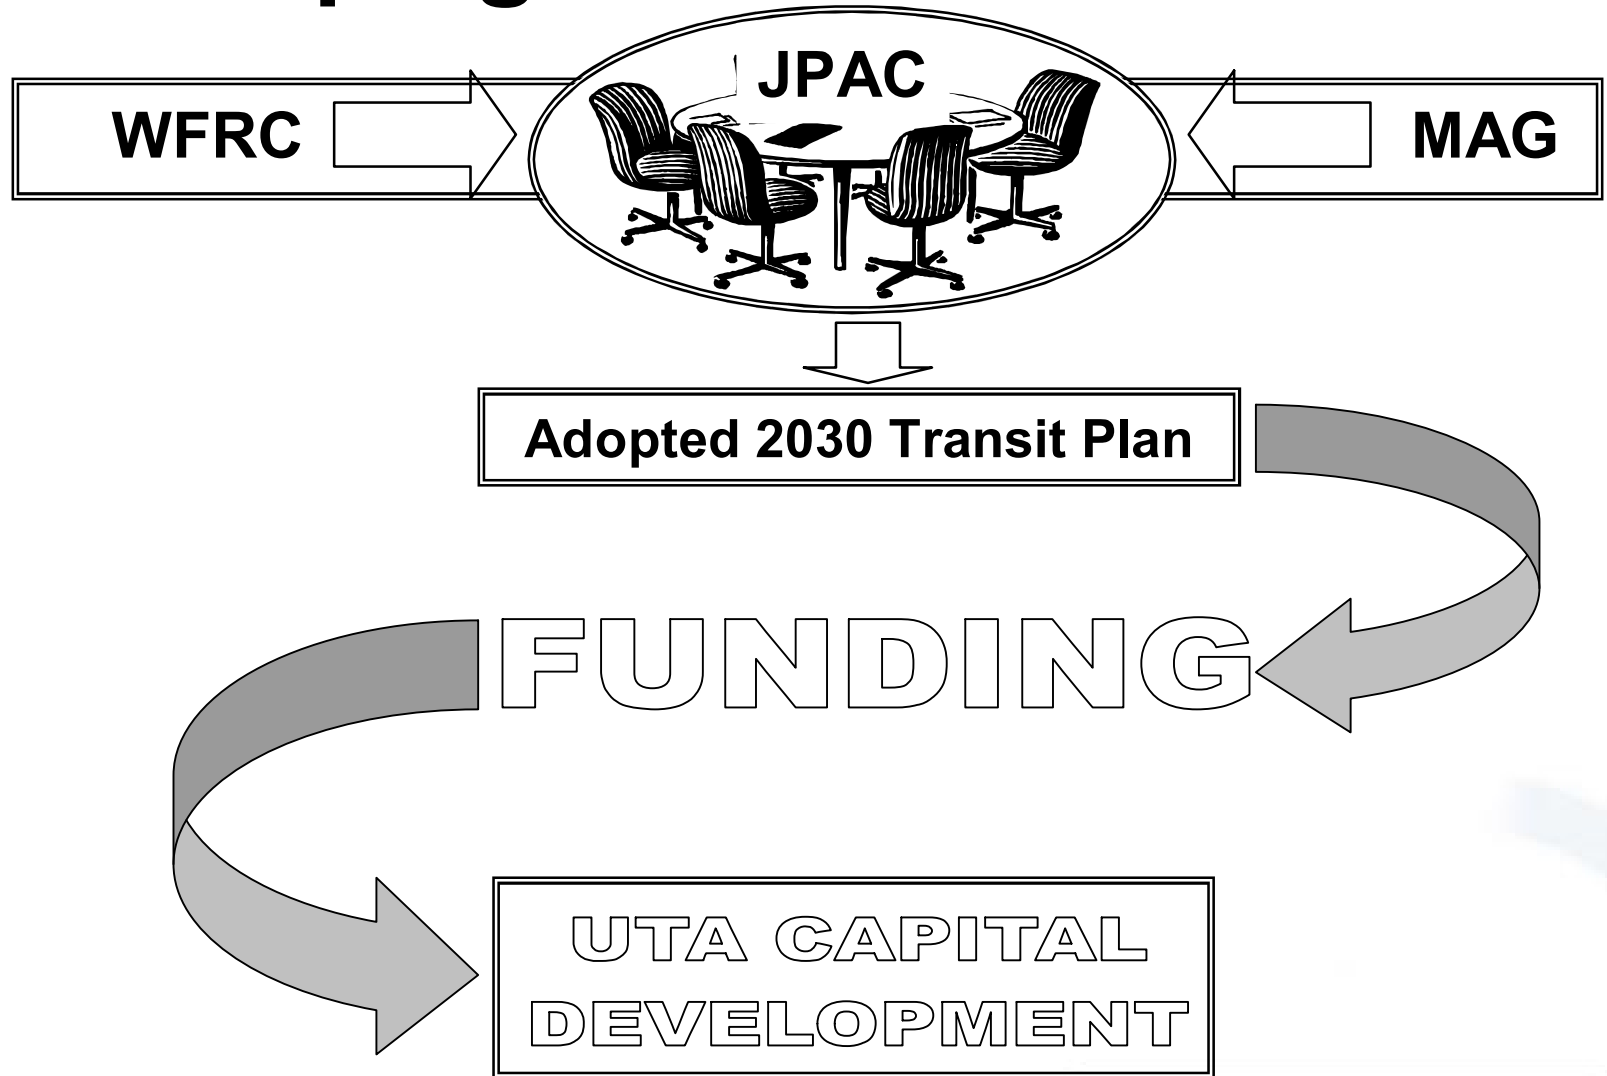 WFRC
JPAC
MAG
Adopted 2030 Transit Plan
FUNDING
UTA CAPITAL
DEVELOPMENT